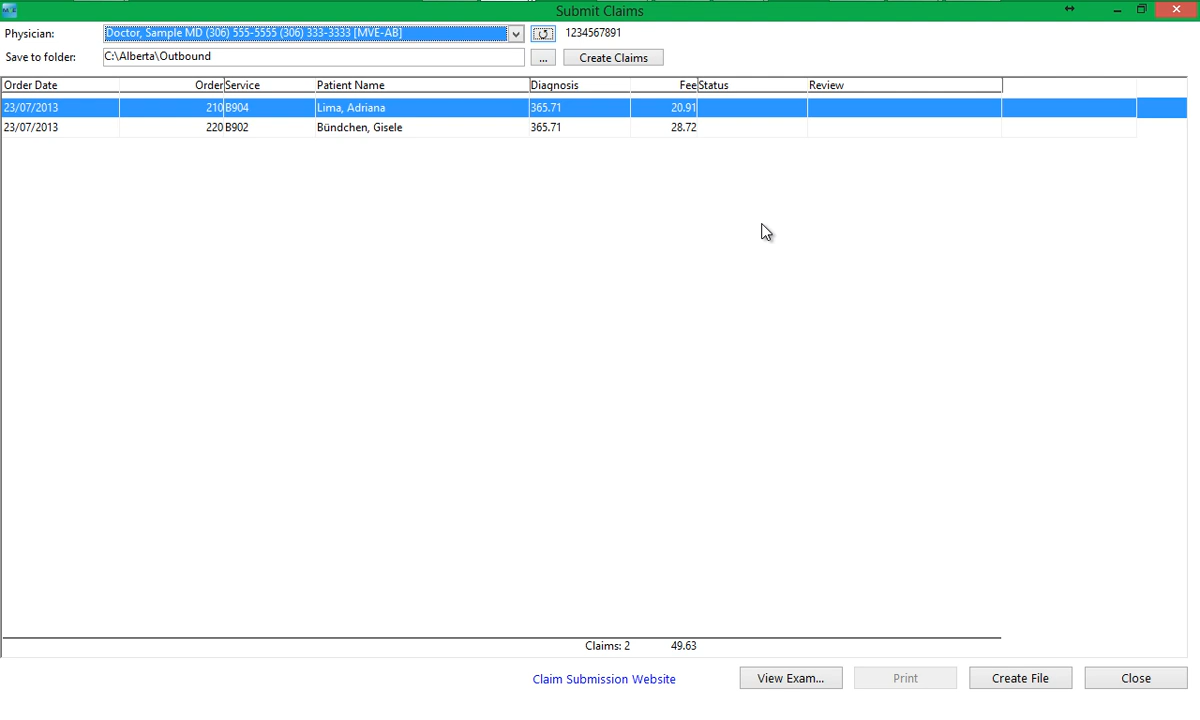 Submit Claims
Physician: Doctor, Sample MD (306) 555-5555 (306) 333-3333 [MVE-AB] 1234567891
Save to folder: C:\Alberta\Outbound ... Create Claims
Order Date Order Service Patient Name Diagnosis Fee Status Review
23/07/2013 210 B904 Lima, Adriana 365.71 20.91
23/07/2013 220 B902 Bündchen, Gisele 365.71 28.72
Claims: 2 49.63
Claim Submission Website View Exam... Print Create File Close